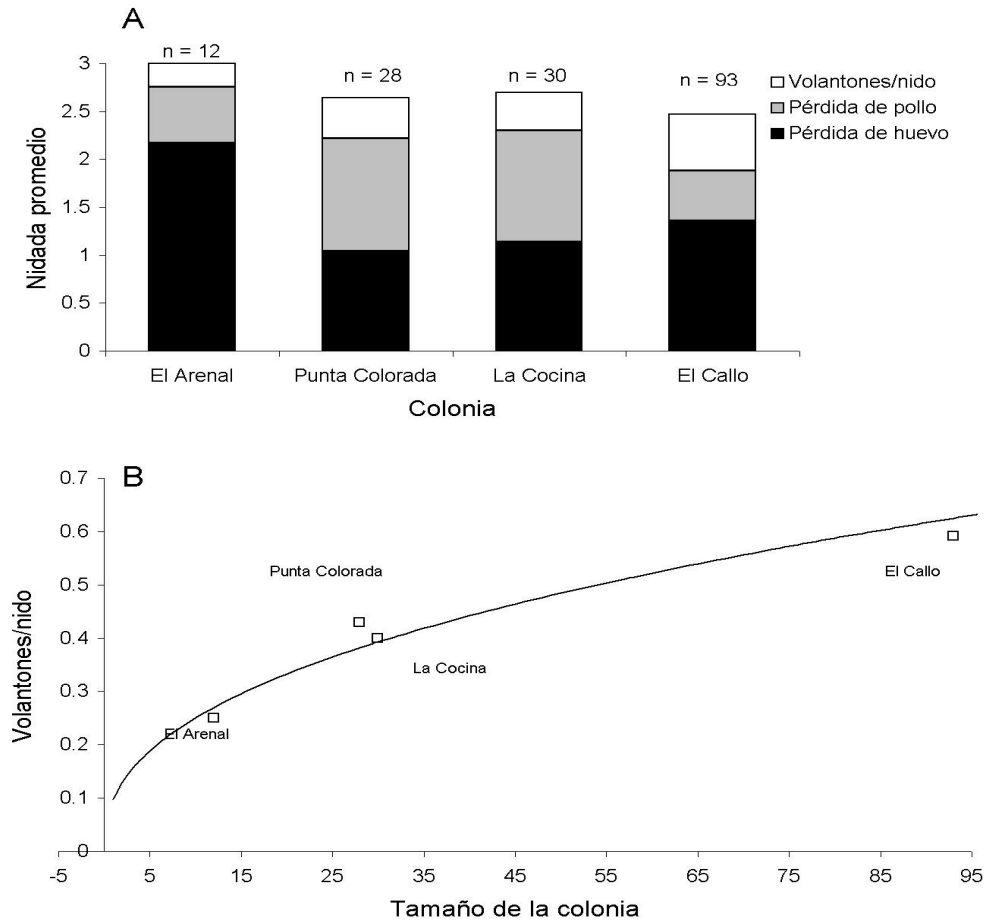 A
n = 12
n = 28
n = 30
n = 93
Volantones/nido
Pérdida de pollo
Pérdida de huevo
Nidada promedio
3
2.5
2
1.5
1
0.5
0
El Arenal
Punta Colorada
La Cocina
El Callo
Colonia
B
Volantones/nido
0.7
0.6
0.5
0.4
0.3
0.2
0.1
0
Punta Colorada
El Callo
La Cocina
El Arenal
-5 5 15 25 35 45 55 65 75 85 95
Tamaño de la colonia